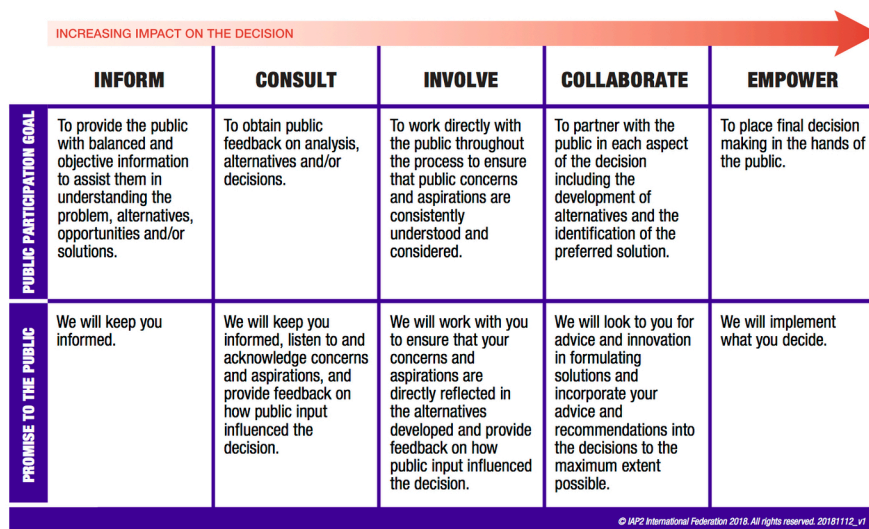 INCREASING IMPACT ON THE DECISION
INFORM
CONSULT
INVOLVE
COLLABORATE
EMPOWER
PUBLIC PARTICIPATION GOAL
To provide the public
with balanced and
objective information
to assist them in
understanding the
problem, alternatives,
opportunities and/or
solutions.
To obtain public
feedback on analysis,
alternatives and/or
decisions.
To work directly with
the public throughout
the process to ensure
that public concerns
and aspirations are
consistently
understood and
considered.
To partner with the
public in each aspect
of the decision
including the
development of
alternatives and the
identification of the
preferred solution.
To place final decision
making in the hands of
the public.
PROMISE TO THE PUBLIC
We will keep you
informed.
We will keep you
informed, listen to and
acknowledge concerns
and aspirations, and
provide feedback on
how public input
influenced the
decision.
We will work with you
to ensure that your
concerns and
aspirations are
directly reflected in
the alternatives
developed and provide
feedback on how
public input influenced
the decision.
We will look to you for
advice and innovation
in formulating
solutions and
incorporate your
advice and
recommendations into
the decisions to the
maximum extent
possible.
We will implement
what you decide.
© IAP2 International Federation 2018. All rights reserved. 20181112_v1